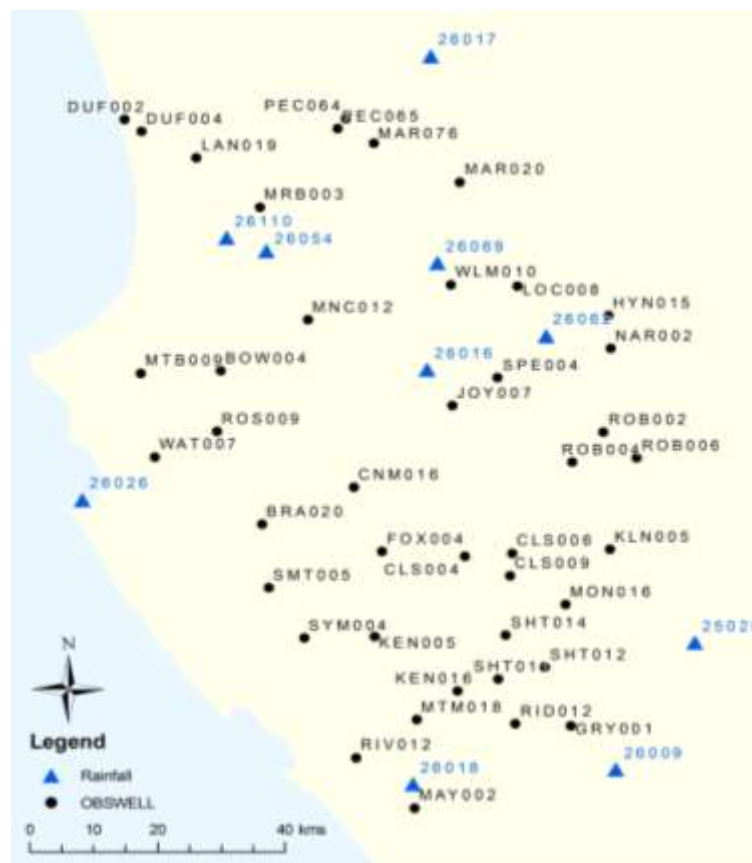 26017
PEC064
DUF002
PEC065
DUF004
MAR076
LAN019
MAR020
MRB003
26110
26054
26069
WLM010
LOC008
MNC012
HYN015
26062
NAR002
MTB009
BOW004
26016
SPE004
JOY007
ROS009
ROB002
WAT007
ROB004
ROB006
26026
CNM016
BRA020
FOX004
CLS006
KLN005
CLS004
CLS009
SMT005
MON016
SYM004
SHT014
KEN005
N
SHT012
KEN016
MTM018
RID012
GRY001
Legend
RIV012
Rainfall
26018
26009
OBSWELL
MAY002
0 10 20 40 kms